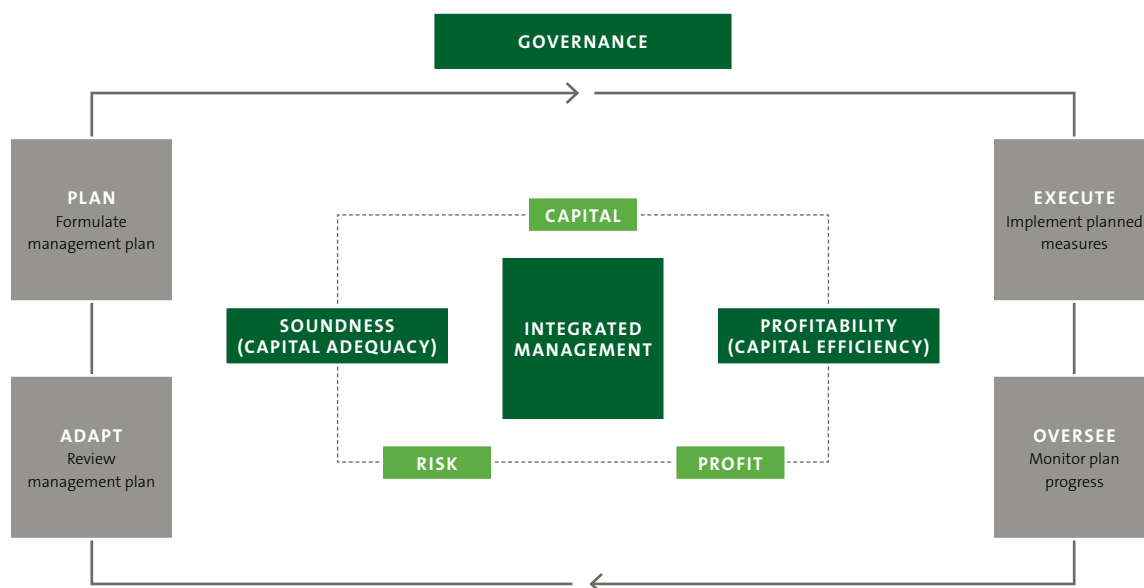 GOVERNANCE
PLAN
Formulate
management plan
EXECUTE
Implement planned
measures
CAPITAL
SOUNDNESS
(CAPITAL ADEQUACY)
INTEGRATED
MANAGEMENT
PROFITABILITY
(CAPITAL EFFICIENCY)
ADAPT
Review
management plan
RISK
PROFIT
OVERSEE
Monitor plan
progress